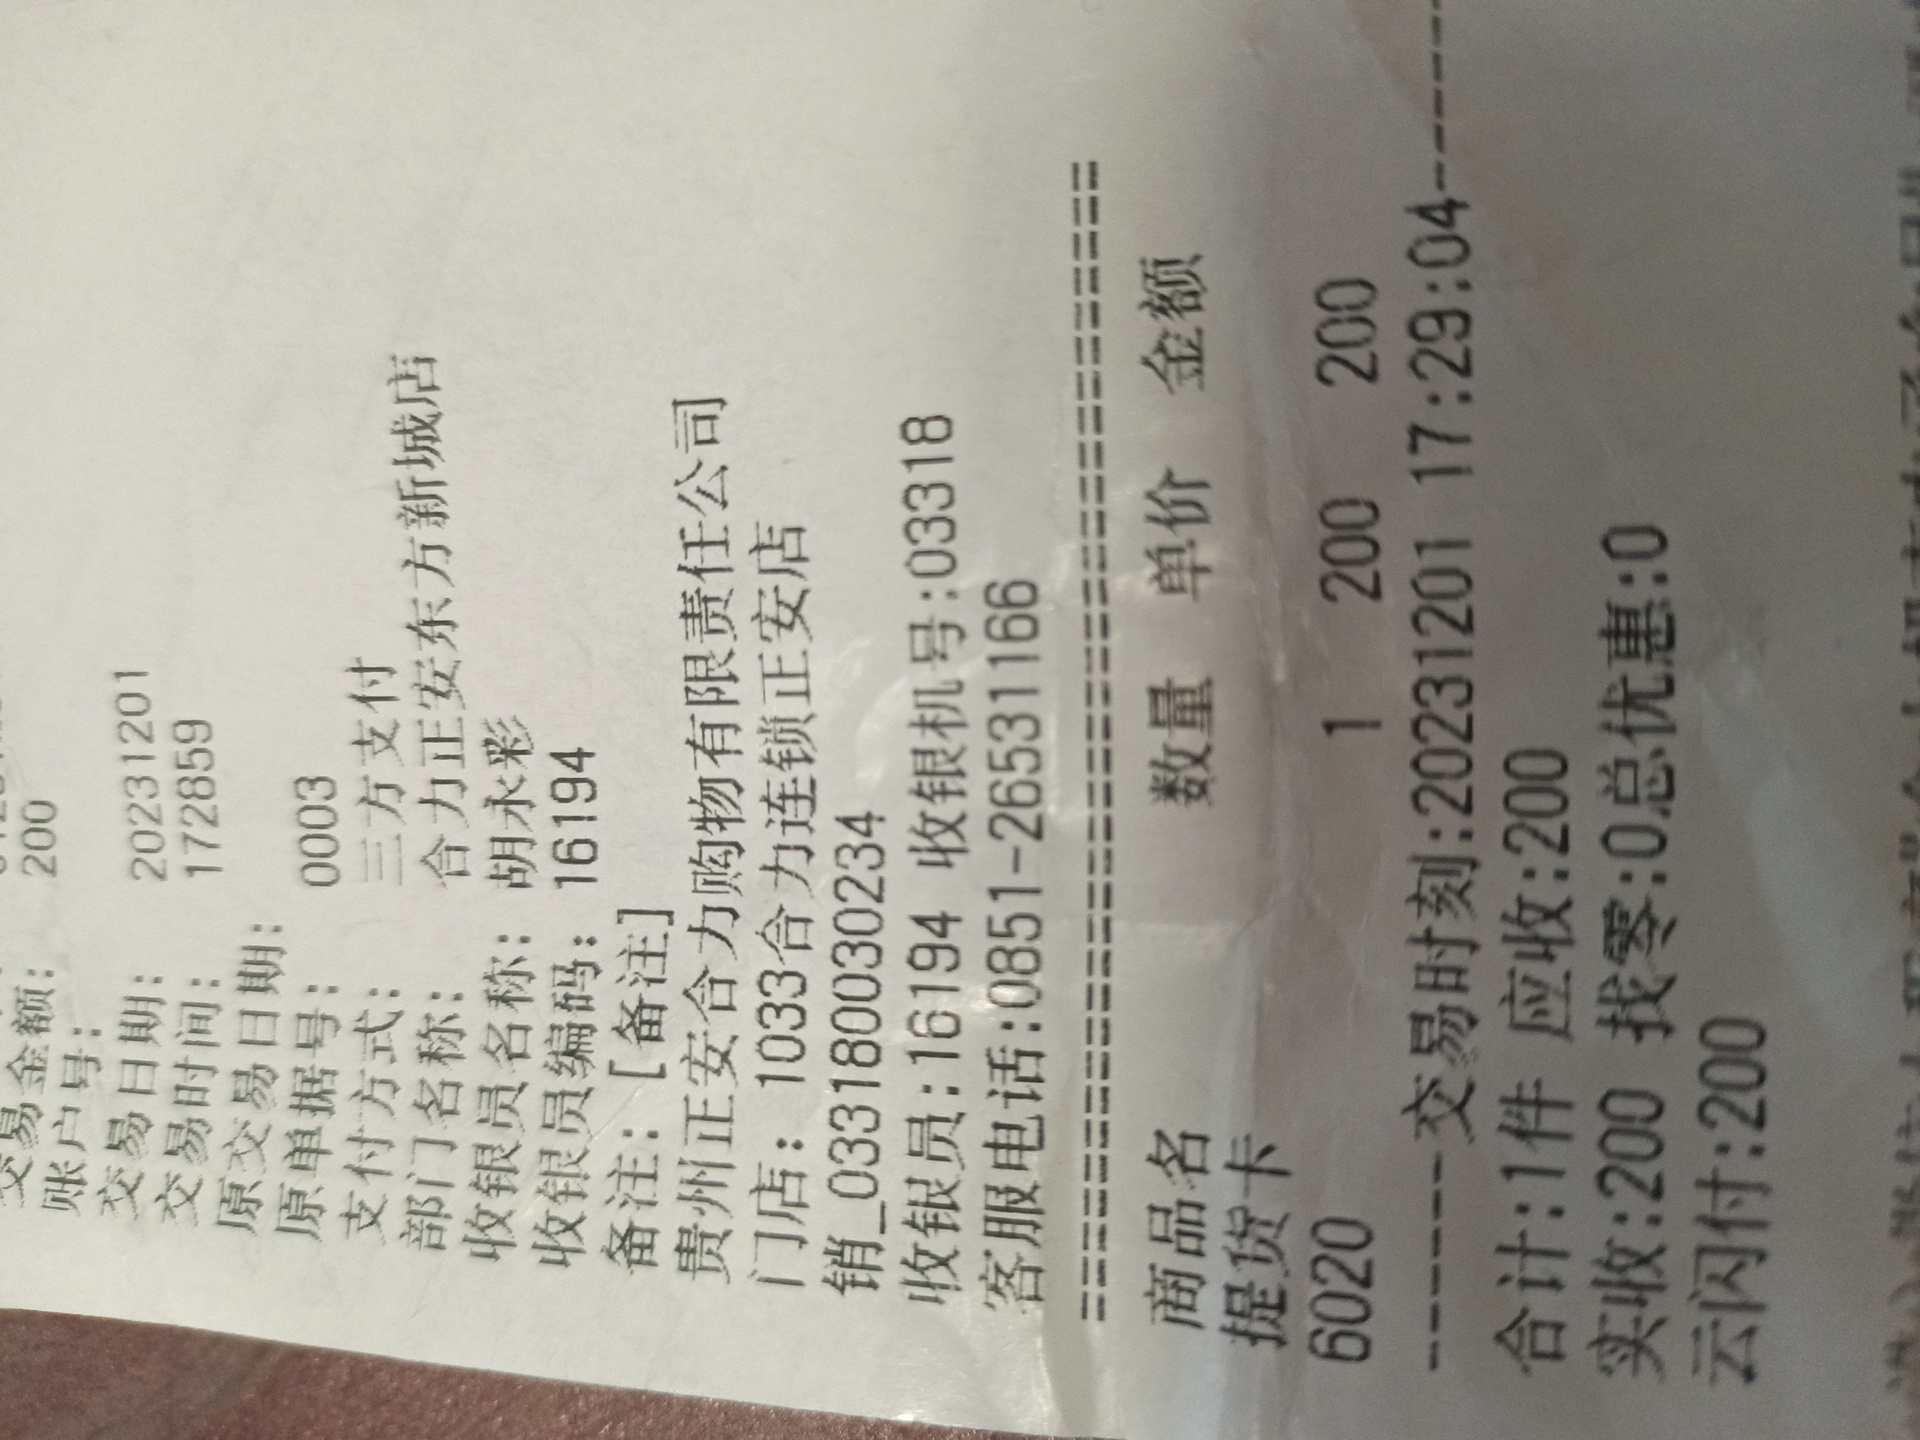 交易金额： 200
账户号：
交易日期： 20231201
交易时间： 172859
原交易日期：
原单据号： 0003
支付方式： 三方支付
部门名称： 合力正安东方新城店
收银员名称： 胡永彩
收银员编码： 16194
备注：[备注]
贵州正安合力购物有限责任公司
门店：1033合力连锁正安店
销_033180030234
收银员:16194 收银机号:03318
客服电话:0851-26531166
================================
商品名 数量 单价 金额
提货卡
6020 1 200 200
-------交易时刻:20231201 17:29:04-------
合计:1件 应收:200
实收:200 找零:0总优惠:0
云闪付:200